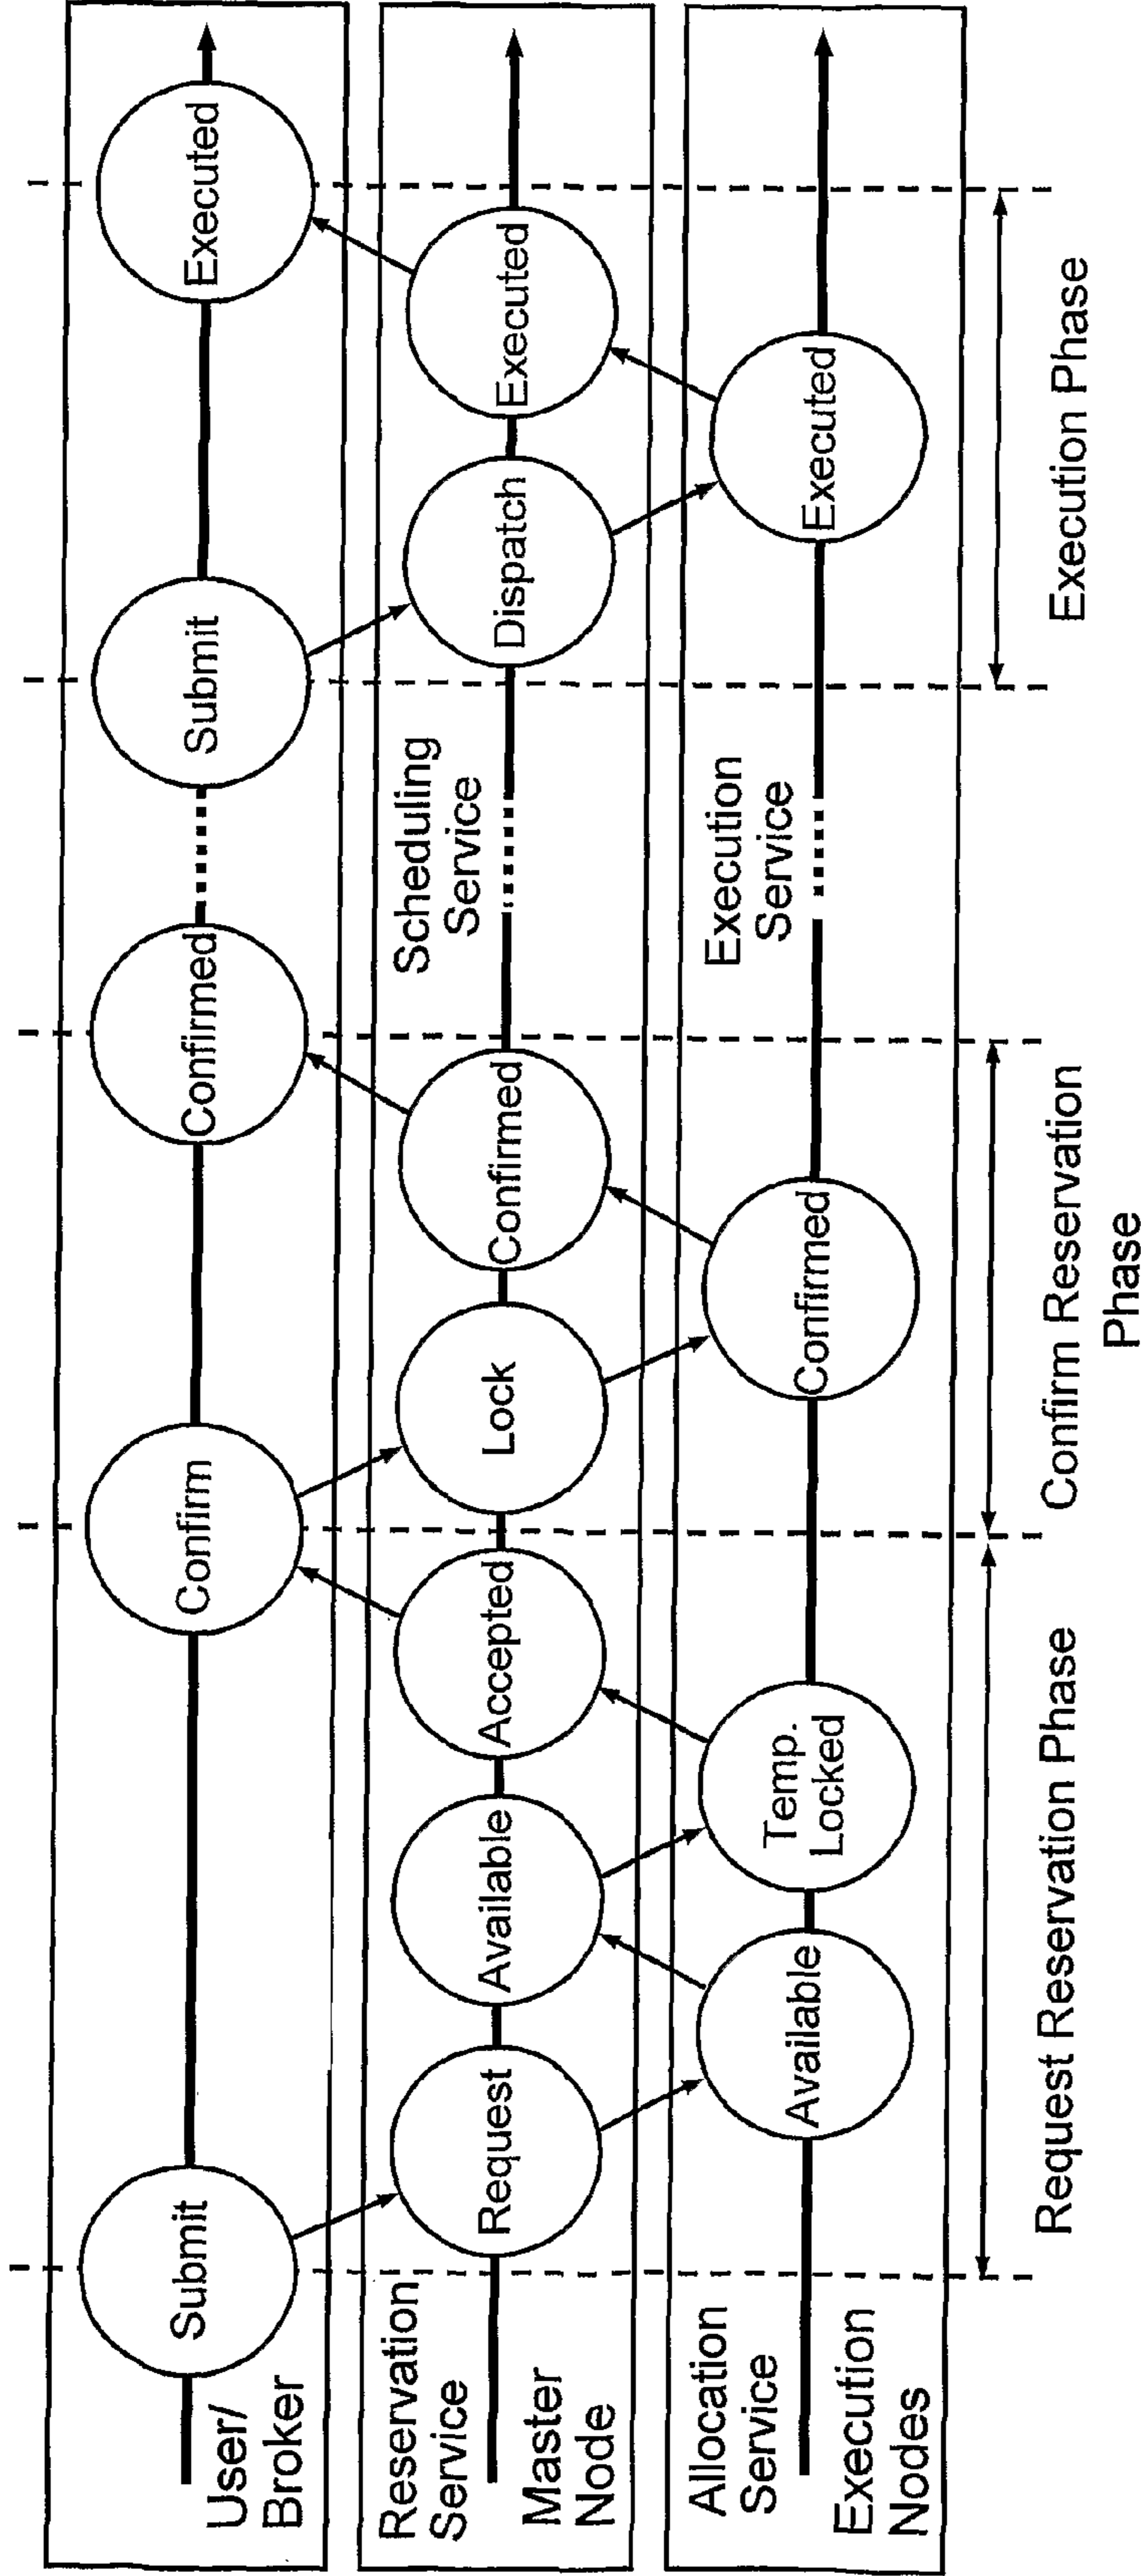 User/
Broker
Submit
Confirm
Confirmed
Submit
Executed
Reservation
Service
Master
Node
Request
Available
Accepted
Lock
Confirmed
Scheduling
Service
Dispatch
Executed
Allocation
Service
Execution
Nodes
Available
Temp.
Locked
Confirmed
Execution
Service
Executed
Request Reservation Phase
Confirm Reservation
Phase
Execution Phase